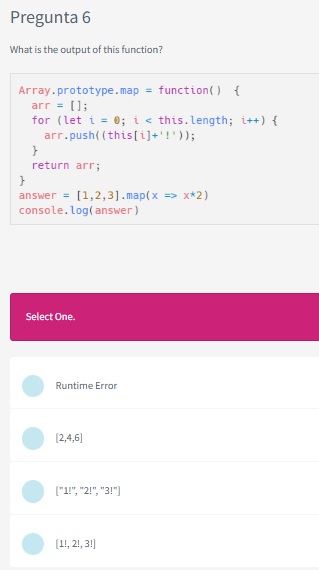 Pregunta 6
What is the output of this function?
Array.prototype.map = function() {
arr = [];
for (let i = 0; i < this.length; i++) {
arr.push((this[i]+'!'));
}
return arr;
}
answer = [1,2,3].map(x => x*2)
console.log(answer)
Select One.
Runtime Error
[2,4,6]
["1!", "2!", "3!"]
[1!, 2!, 3!]